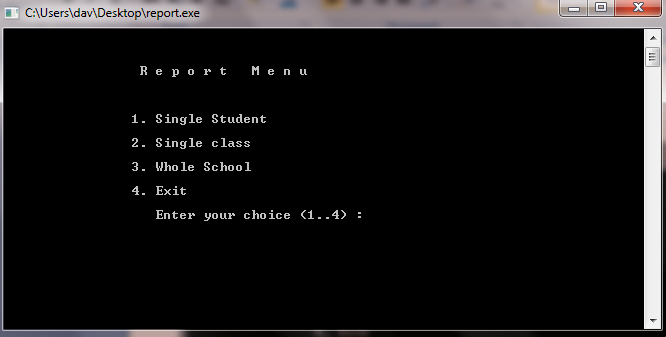 C:\Users\dav\Desktop\report.exe
R e p o r t   M e n u
1. Single Student
2. Single class
3. Whole School
4. Exit
Enter your choice (1..4) :